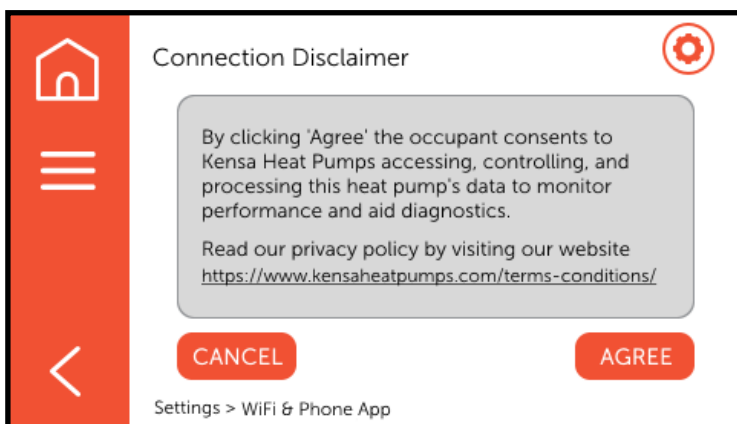 Connection Disclaimer
By clicking 'Agree' the occupant consents to
Kensa Heat Pumps accessing, controlling, and
processing this heat pump's data to monitor
performance and aid diagnostics.
Read our privacy policy by visiting our website
https://www.kensaheatpumps.com/terms-conditions/
CANCEL
AGREE
Settings > WiFi & Phone App